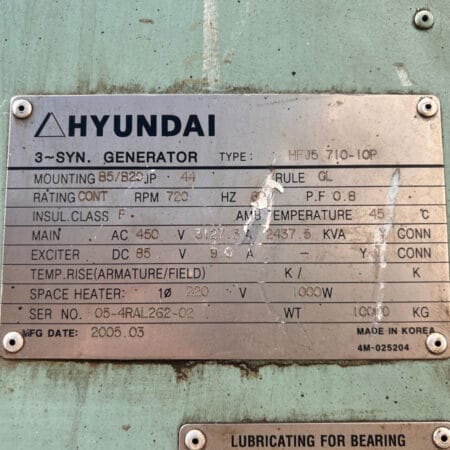 HYUNDAI
3~SYN. GENERATOR TYPE: HFJ5 710-10P
MOUNTING B5/B20 JP 44 RULE GL
RATING CONT RPM 720 HZ P.F 0.8
INSUL.CLASS F AMB TEMPERATURE 45 °C
MAIN AC 450 V 3127.3 A 2437.5 KVA Y CONN
EXCITER DC 85 V A - Y CONN
TEMP.RISE(ARMATURE/FIELD) K/ K
SPACE HEATER: 1Ø 220 V 1000W
SER NO. 05-4RAL262-02 WT KG
MFG DATE: 2005.03 MADE IN KOREA
4M-025204
LUBRICATING FOR BEARING